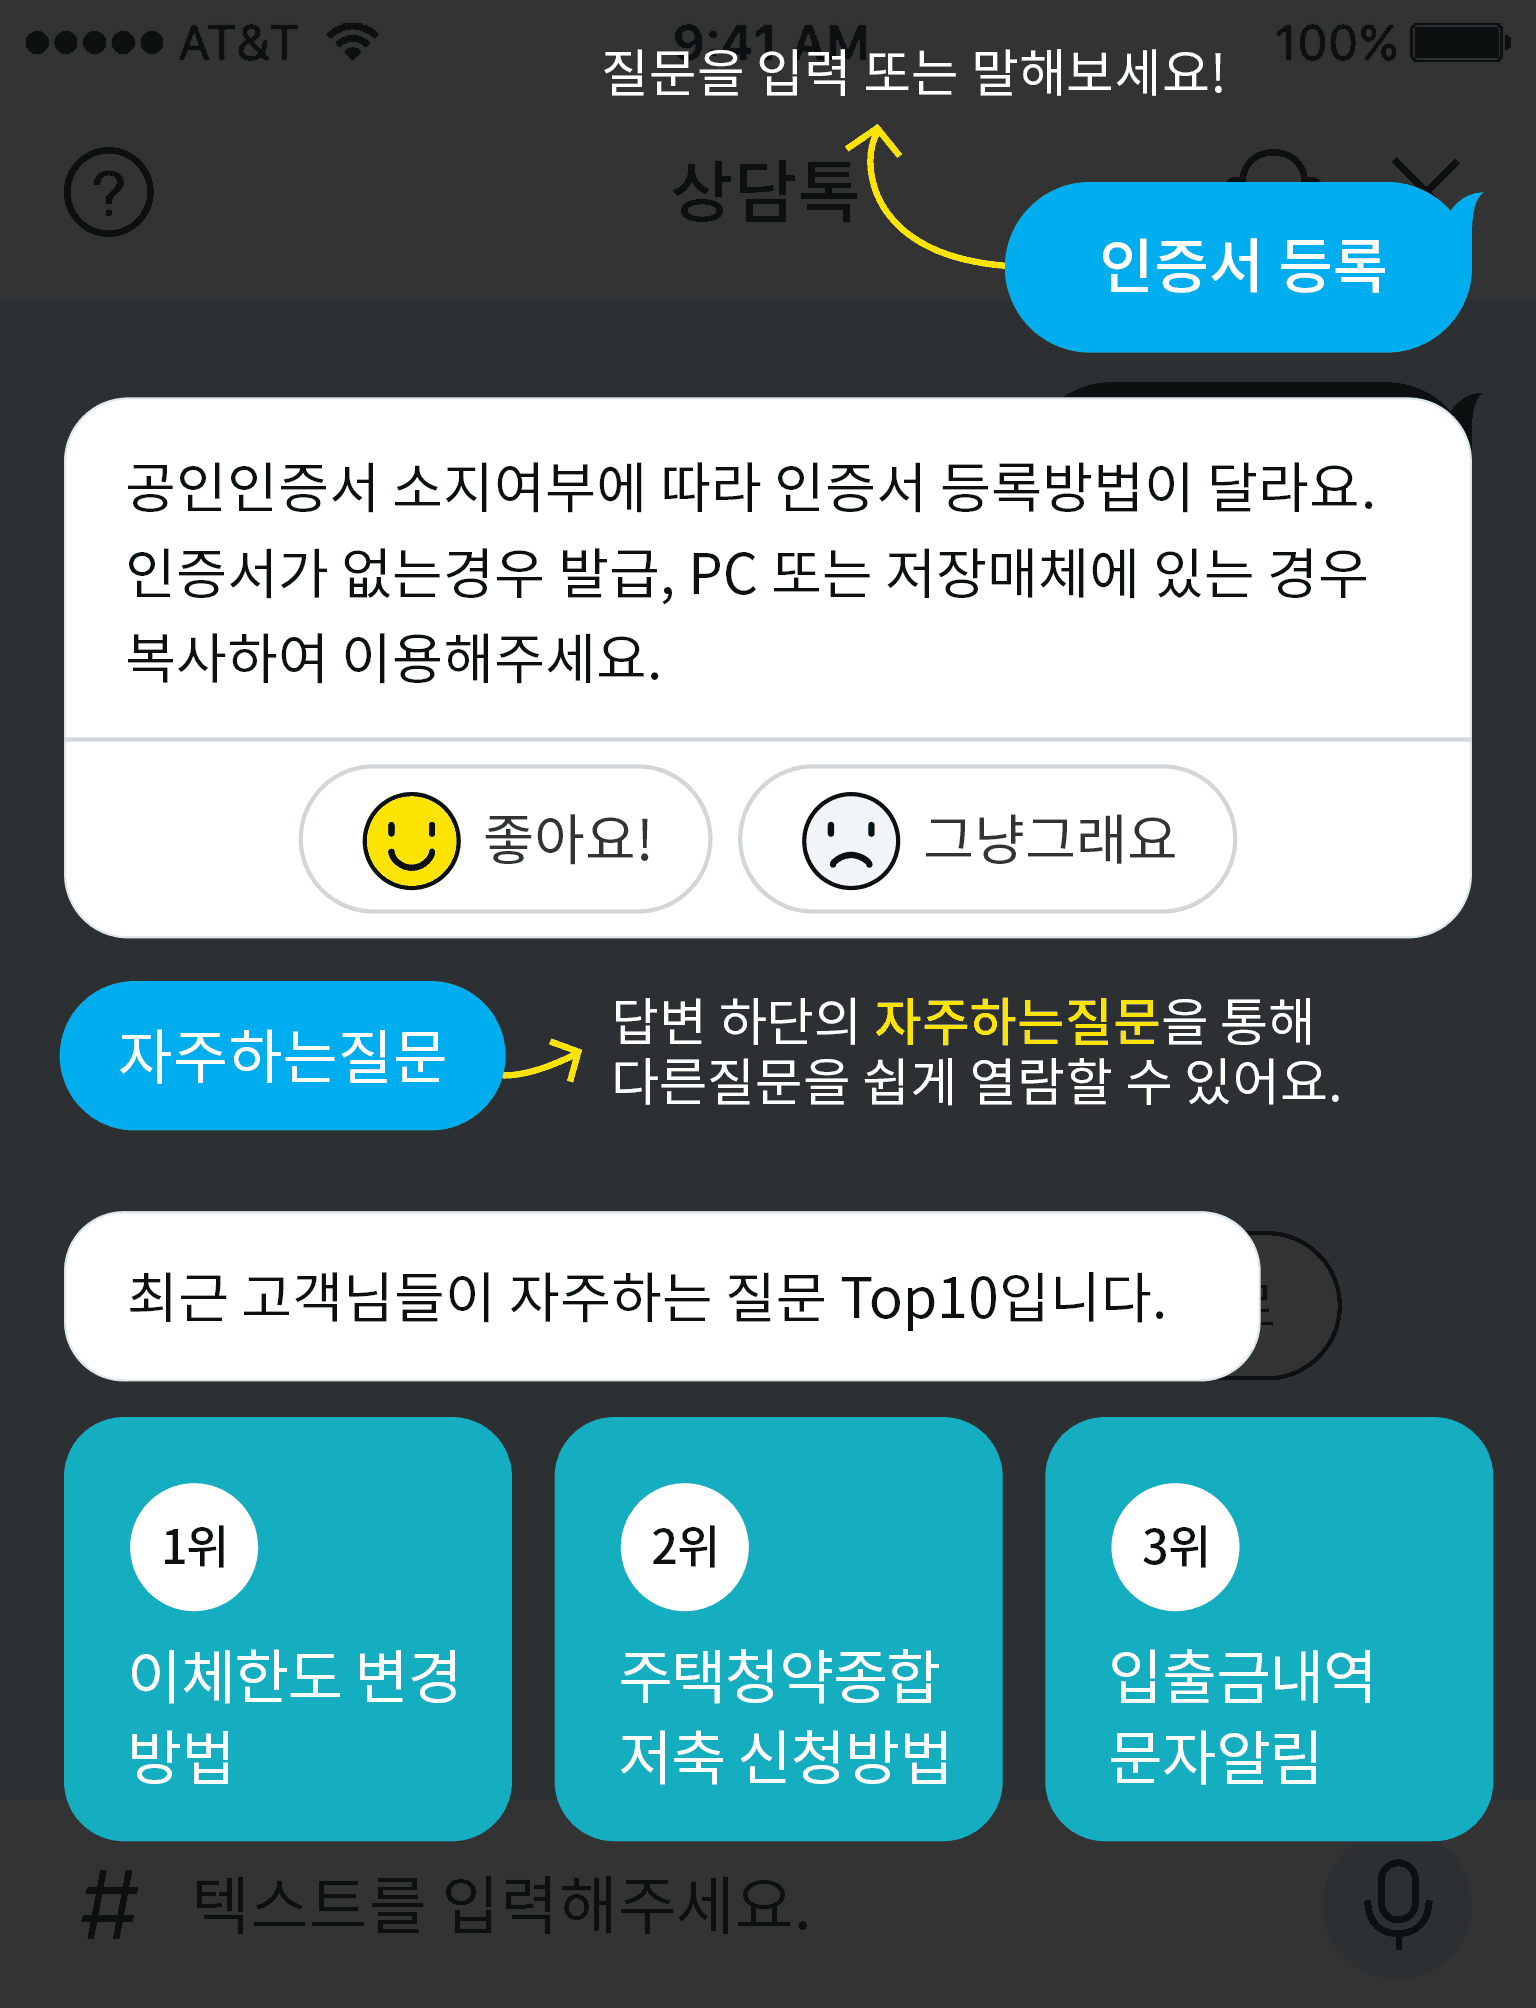 AT&T 9:41 AM 100%
질문을 입력 또는 말해보세요!
?
상담톡
인증서 등록
공인인증서 소지여부에 따라 인증서 등록방법이 달라요.
인증서가 없는경우 발급, PC 또는 저장매체에 있는 경우
복사하여 이용해주세요.
좋아요! 그냥그래요
자주하는질문
답변 하단의 자주하는질문을 통해
다른질문을 쉽게 열람할 수 있어요.
최근 고객님들이 자주하는 질문 Top10입니다.
1위
이체한도 변경
방법
2위
주택청약종합
저축 신청방법
3위
입출금내역
문자알림
# 텍스트를 입력해주세요.